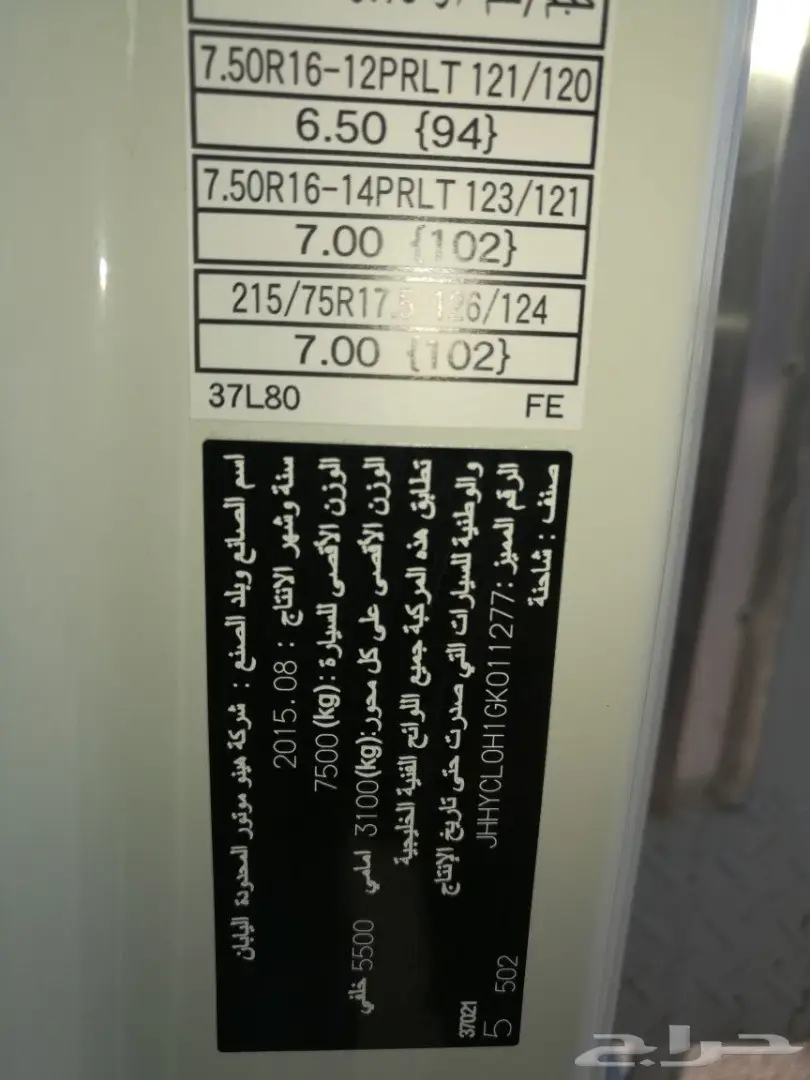 7.50R16-12PRLT 121/120
6.50 {94}
7.50R16-14PRLT 123/121
7.00 {102}
215/75R17.5 126/124
7.00 {102}
37L80 FE
اسم الصانع وبلد الصنع : شركة هينو موتور المحدودة اليابان
سنة وشهر الانتاج : 2015.08
الوزن الأقصى للسيارة :(kg)7500
الوزن الأقصى على كل محور:(kg)3100 امامي 5500 خلفي
تطابق هذه المركبة جميع اللوائح الفنية الخليجية
والوطنية للسيارات التي صدرت حتى تاريخ الإنتاج
الرقم المميز :JHHYCL0H1GK011277
صنف : شاحنة
37021
5 502
حراج